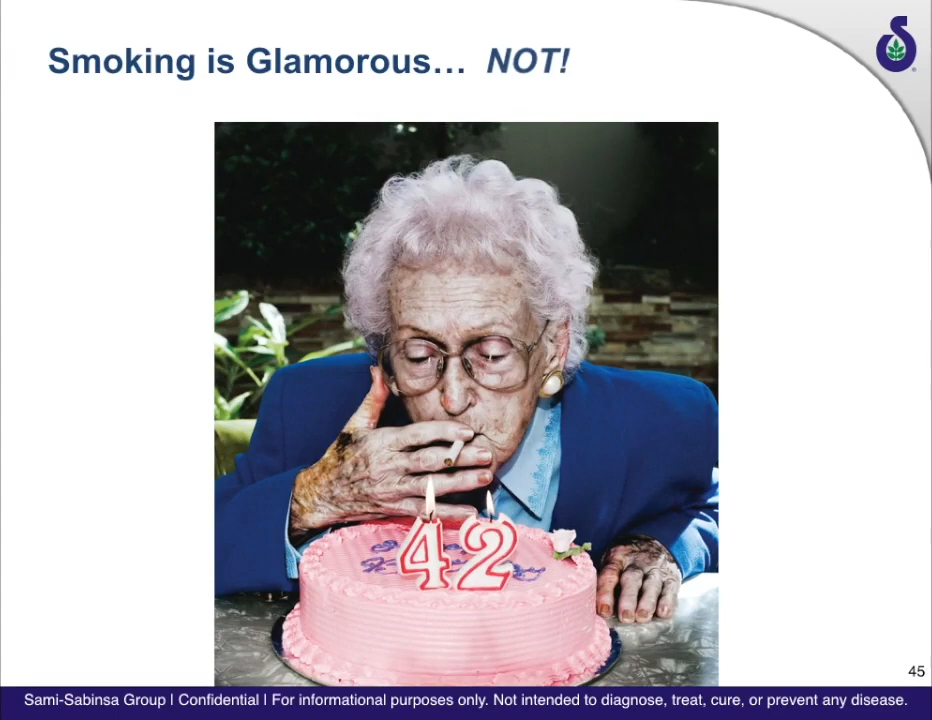 Smoking is Glamorous… NOT!
42
45
Sami-Sabinsa Group | Confidential | For informational purposes only. Not intended to diagnose, treat, cure, or prevent any disease.